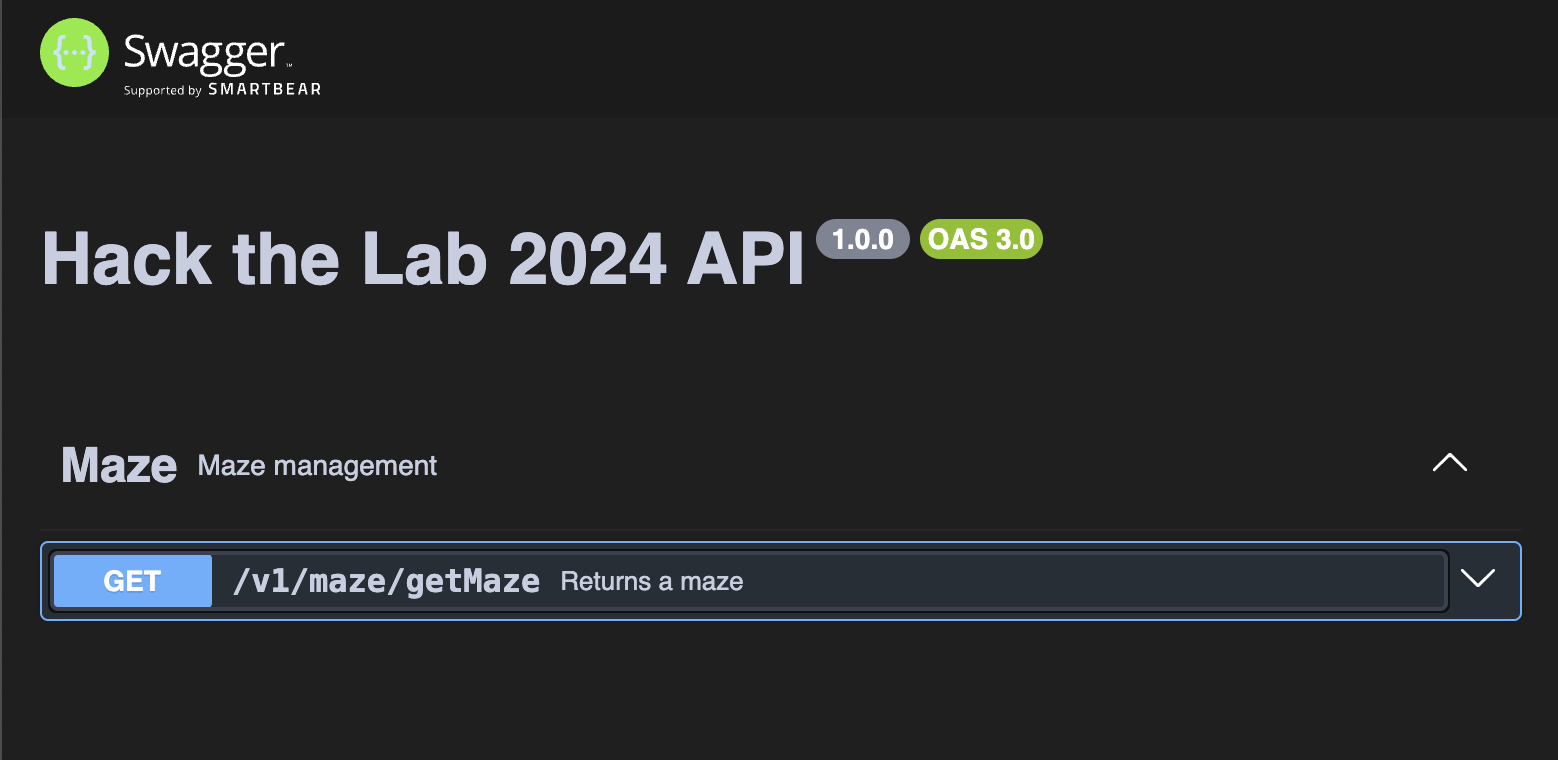 {···} Swagger™
Supported by SMARTBEAR
Hack the Lab 2024 API 1.0.0 OAS 3.0
Maze Maze management
GET /v1/maze/getMaze Returns a maze